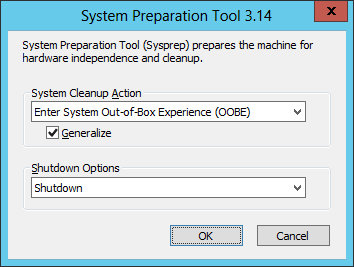 System Preparation Tool 3.14
System Preparation Tool (Sysprep) prepares the machine for
hardware independence and cleanup.
System Cleanup Action
Enter System Out-of-Box Experience (OOBE)
Generalize
Shutdown Options
Shutdown
OK
Cancel